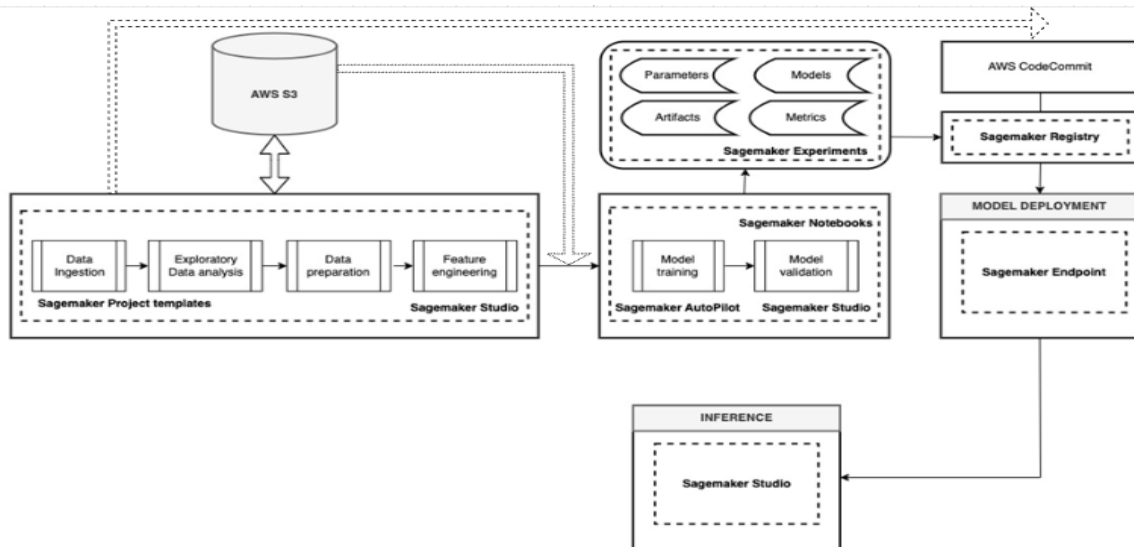 AWS S3
Parameters
Models
Artifacts
Metrics
Sagemaker Experiments
AWS CodeCommit
Sagemaker Registry
Data
Ingestion
Exploratory
Data analysis
Data
preparation
Feature
engineering
Sagemaker Project templates
Sagemaker Studio
Sagemaker Notebooks
Model
training
Model
validation
Sagemaker AutoPilot
Sagemaker Studio
MODEL DEPLOYMENT
Sagemaker Endpoint
INFERENCE
Sagemaker Studio